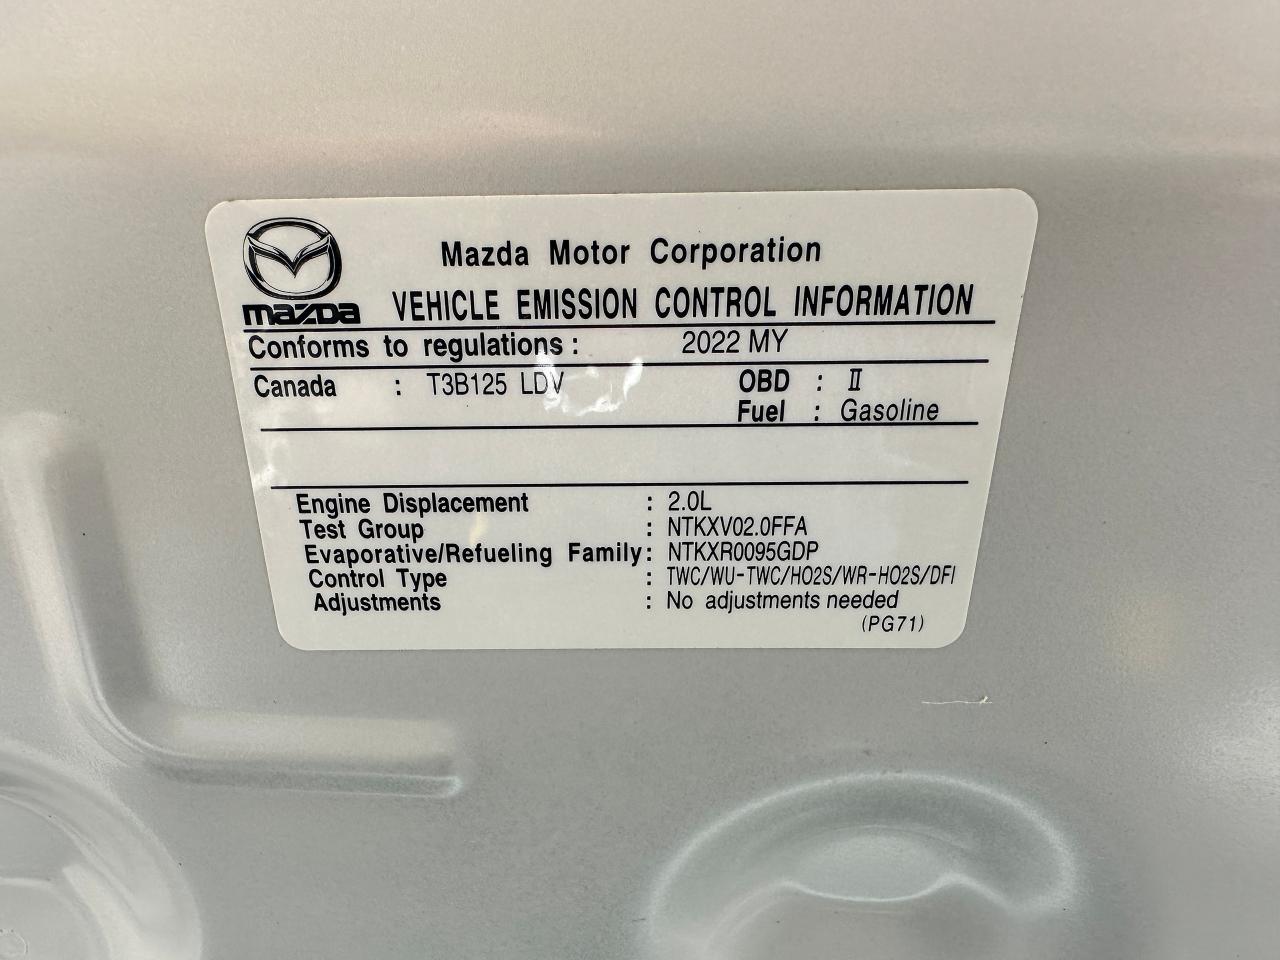 mazda
Mazda Motor Corporation
VEHICLE EMISSION CONTROL INFORMATION
Conforms to regulations : 2022 MY
Canada : T3B125 LDV OBD : II
Fuel : Gasoline
Engine Displacement : 2.0L
Test Group : NTKXV02.0FFA
Evaporative/Refueling Family: NTKXR0095GDP
Control Type : TWC/WU-TWC/HO2S/WR-HO2S/DFI
Adjustments : No adjustments needed
(PG71)